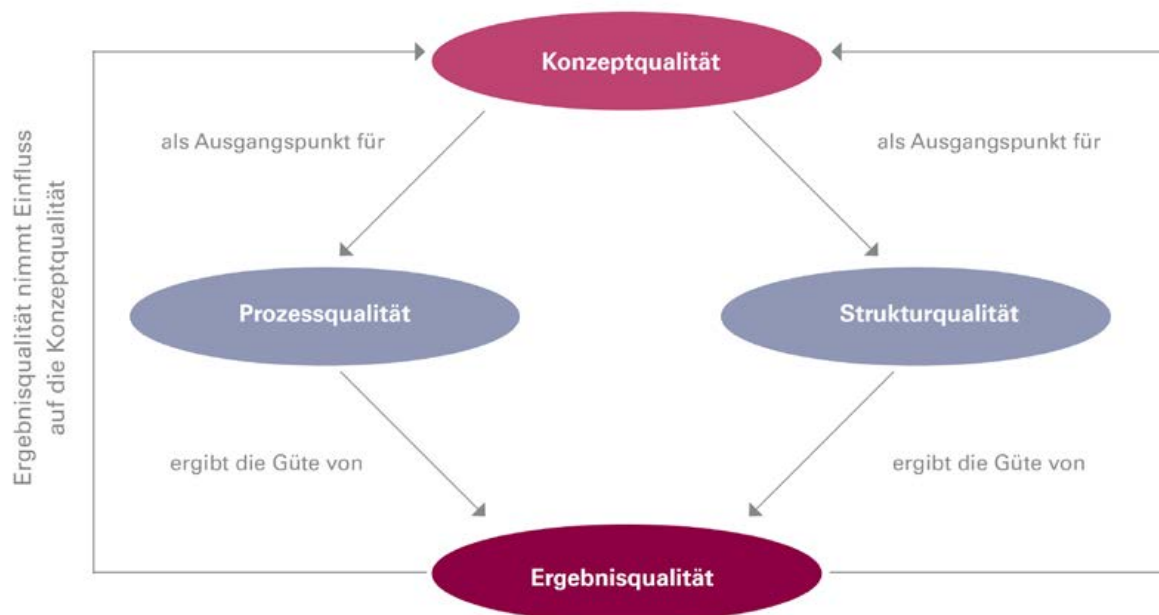 Konzeptqualität
als Ausgangspunkt für
als Ausgangspunkt für
Ergebnisqualität nimmt Einfluss
auf die Konzeptqualität
Prozessqualität
Strukturqualität
ergibt die Güte von
ergibt die Güte von
Ergebnisqualität